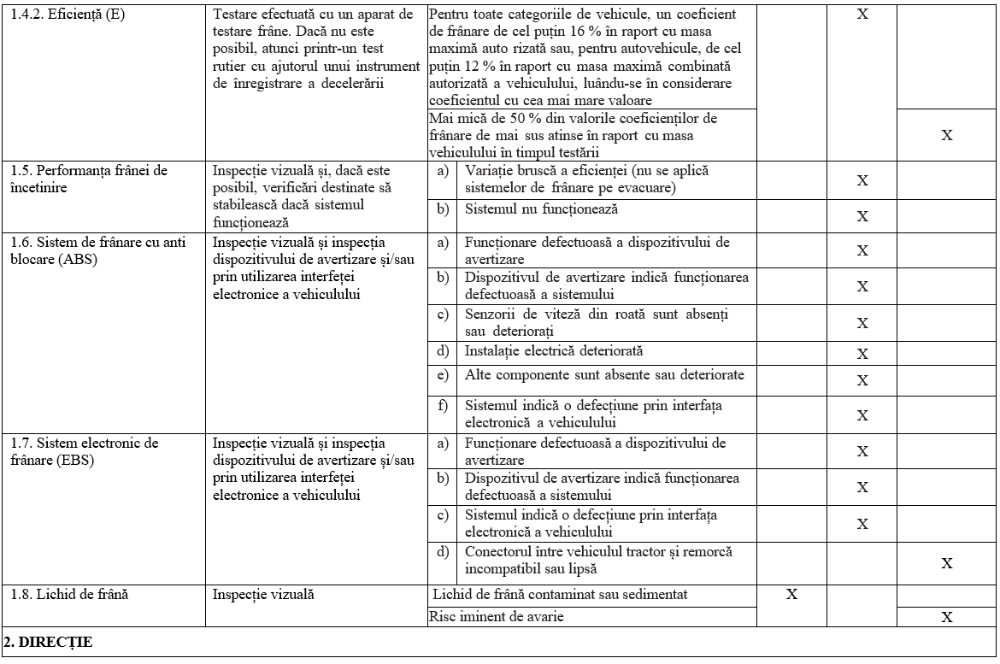 1.4.2. Eficiență (E)
Testare efectuată cu un aparat de
testare frâne. Dacă nu este
posibil, atunci printr-un test
rutier cu ajutorul unui instrument
de înregistrare a decelerării
Pentru toate categoriile de vehicule, un coeficient
de frânare de cel puțin 16 % în raport cu masa
maximă auto rizată sau, pentru autovehicule, de cel
puțin 12 % în raport cu masa maximă combinată
autorizată a vehiculului, luându-se în considerare
coeficientul cu cea mai mare valoare
X
Mai mică de 50 % din valorile coeficienților de
frânare de mai sus atinse în raport cu masa
vehiculului în timpul testării
X
1.5. Performanța frânei de
încetinire
Inspecție vizuală și, dacă este
posibil, verificări destinate să
stabilească dacă sistemul
funcționează
a) Variație bruscă a eficienței (nu se aplică
sistemelor de frânare pe evacuare)
X
b) Sistemul nu funcționează
X
1.6. Sistem de frânare cu anti
blocare (ABS)
Inspecție vizuală și inspecția
dispozitivului de avertizare și/sau
prin utilizarea interfeței
electronice a vehiculului
a) Funcționare defectuoasă a dispozitivului de
avertizare
X
b) Dispozitivul de avertizare indică funcționarea
defectuoasă a sistemului
X
c) Senzorii de viteză din roată sunt absenți
sau deteriorați
X
d) Instalație electrică deteriorată
X
e) Alte componente sunt absente sau deteriorate
X
f) Sistemul indică o defecțiune prin interfața
electronică a vehiculului
X
1.7. Sistem electronic de
frânare (EBS)
Inspecție vizuală și inspecția
dispozitivului de avertizare și/sau
prin utilizarea interfeței
electronice a vehiculului
a) Funcționare defectuoasă a dispozitivului de
avertizare
X
b) Dispozitivul de avertizare indică funcționarea
defectuoasă a sistemului
X
c) Sistemul indică o defecțiune prin interfața
electronică a vehiculului
X
d) Conectorul între vehiculul tractor și remorcă
incompatibil sau lipsă
X
1.8. Lichid de frână
Inspecție vizuală
Lichid de frână contaminat sau sedimentat
X
Risc iminent de avarie
X
2. DIRECȚIE